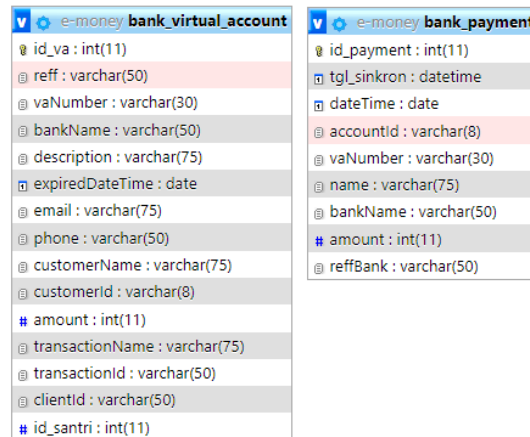 v e-money bank_virtual_account
id_va : int(11)
reff : varchar(50)
vaNumber : varchar(30)
bankName : varchar(50)
description : varchar(75)
expiredDateTime : date
email : varchar(75)
phone : varchar(50)
customerName : varchar(75)
customerId : varchar(8)
# amount : int(11)
transactionName : varchar(75)
transactionId : varchar(50)
clientId : varchar(50)
# id_santri : int(11)
v e-money bank_payment
id_payment : int(11)
tgl_sinkron : datetime
dateTime : date
accountId : varchar(8)
vaNumber : varchar(30)
name : varchar(75)
bankName : varchar(50)
# amount : int(11)
reffBank : varchar(50)